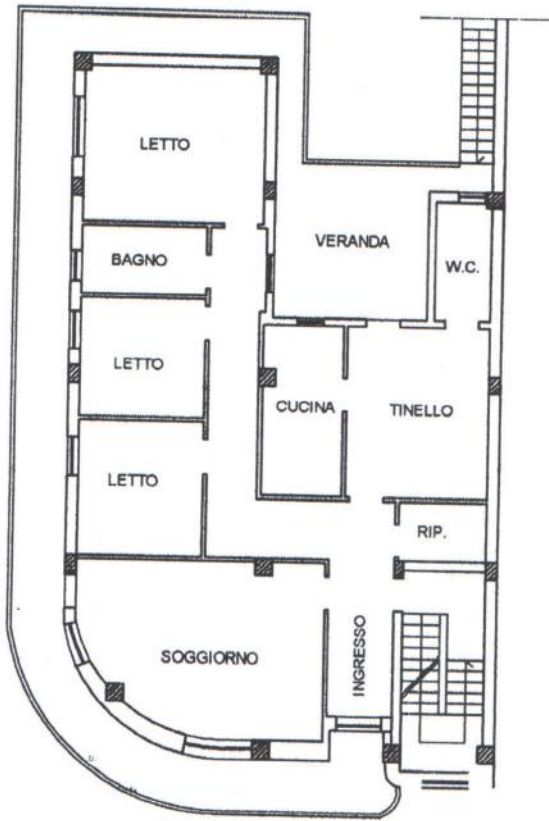 LETTO
VERANDA
BAGNO
W.C.
LETTO
CUCINA
TINELLO
LETTO
RIP.
SOGGIORNO
INGRESSO